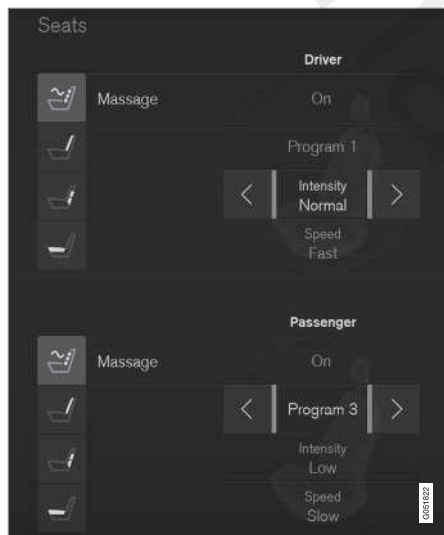 Seats
Driver
Massage On
Program 1
Intensity
Normal
Speed
Fast
Passenger
Massage On
Program 3
Intensity
Low
Speed
Slow
G051822